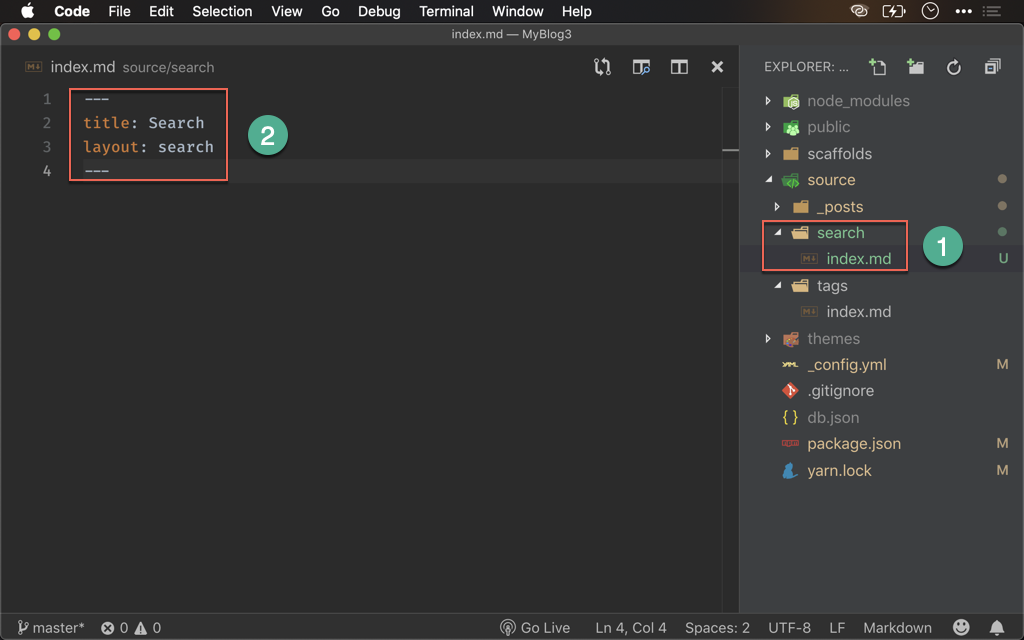 Code File Edit Selection View Go Debug Terminal Window Help
index.md — MyBlog3
index.md source/search
1 ---
2 title: Search
3 layout: search
4 ---
2
EXPLORER: ...
node_modules
public
scaffolds
source
_posts
search
index.md U
1
tags
index.md
themes
_config.yml M
.gitignore
db.json
package.json M
yarn.lock M
master* 0 0 Go Live Ln 4, Col 4 Spaces: 2 UTF-8 LF Markdown